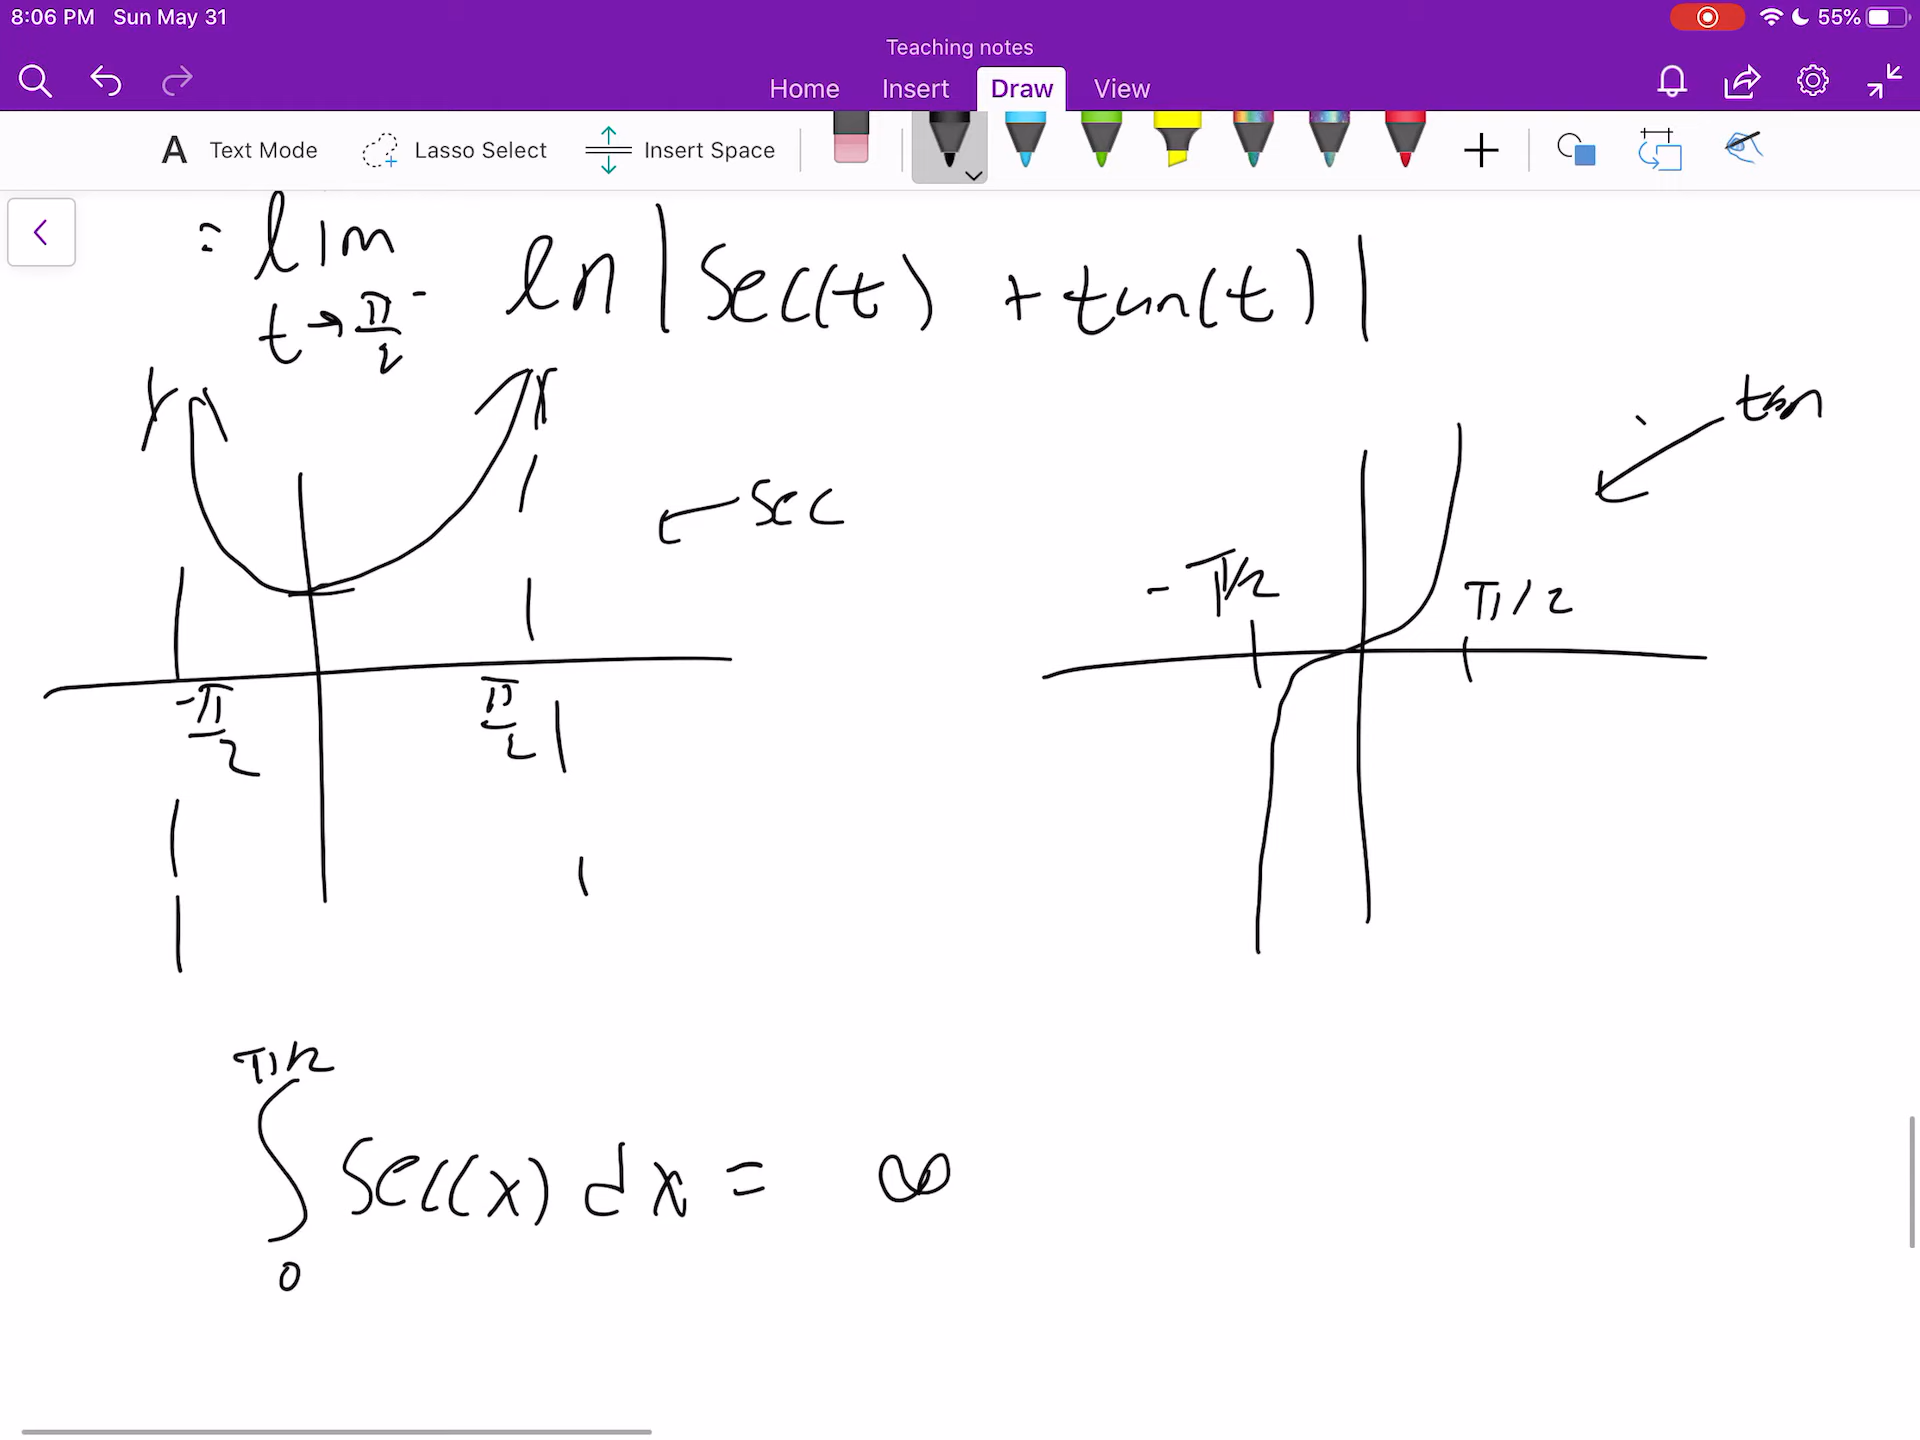 8:06 PM Sun May 31 55%
Teaching notes
Home Insert Draw View
A Text Mode Lasso Select Insert Space
= lim ln|Sec(t) + tan(t)|
t→π/2⁻
tan
← Sec
-π/2 π/2
-π/2 π/2
π/2
∫ Sec(x) dx = ∞
0